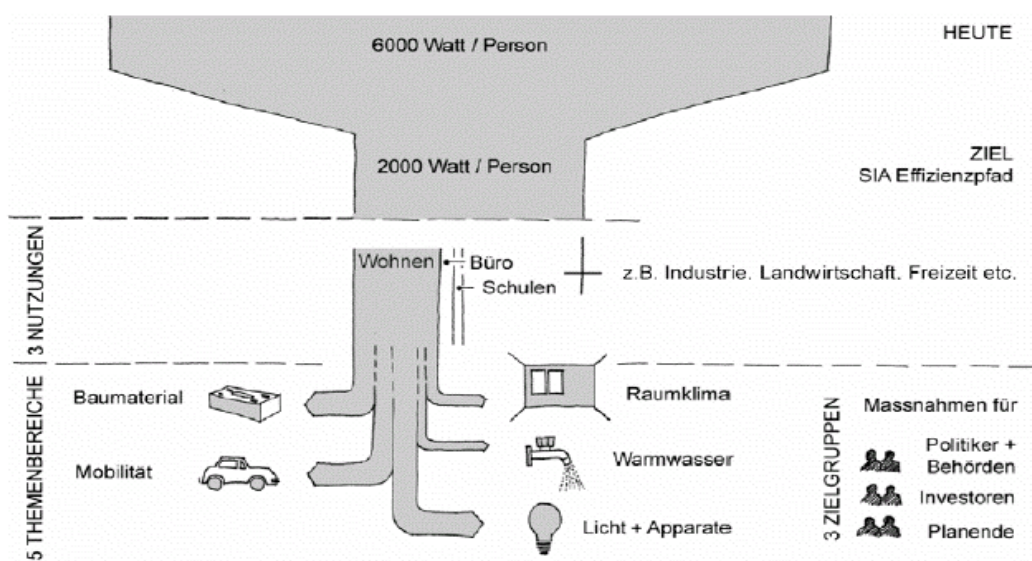 6000 Watt / Person
HEUTE
2000 Watt / Person
ZIEL
SIA Effizienzpfad
3 NUTZUNGEN
Wohnen
Büro
Schulen
z.B. Industrie. Landwirtschaft. Freizeit etc.
5 THEMENBEREICHE
Baumaterial
Mobilität
Raumklima
Warmwasser
Licht + Apparate
3 ZIELGRUPPEN
Massnahmen für
Politiker +
Behörden
Investoren
Planende